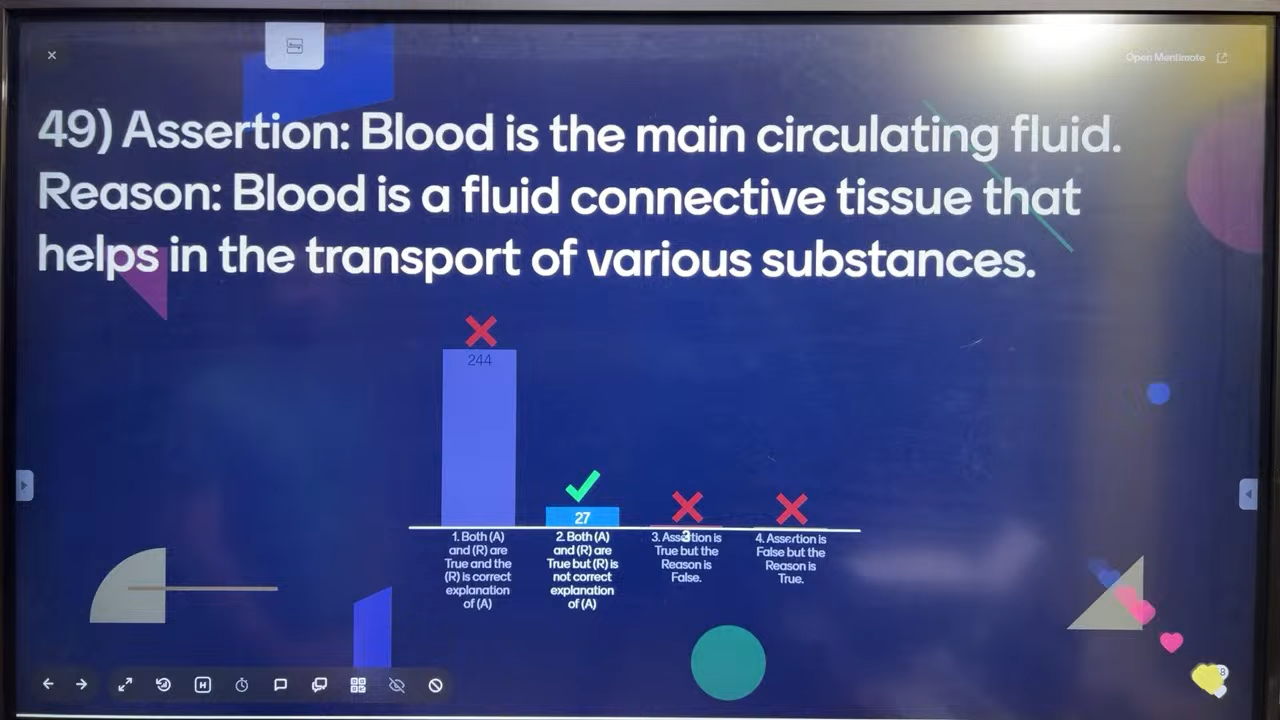 Open Mentimote
49) Assertion: Blood is the main circulating fluid.
Reason: Blood is a fluid connective tissue that
helps in the transport of various substances.
244
27
3
1. Both (A)
and (R) are
True and the
(R) is correct
explanation
of (A)
2. Both (A)
and (R) are
True but (R) is
not correct
explanation
of (A)
3. Assertion is
True but the
Reason is
False.
4. Assertion is
False but the
Reason is
True.
H
8